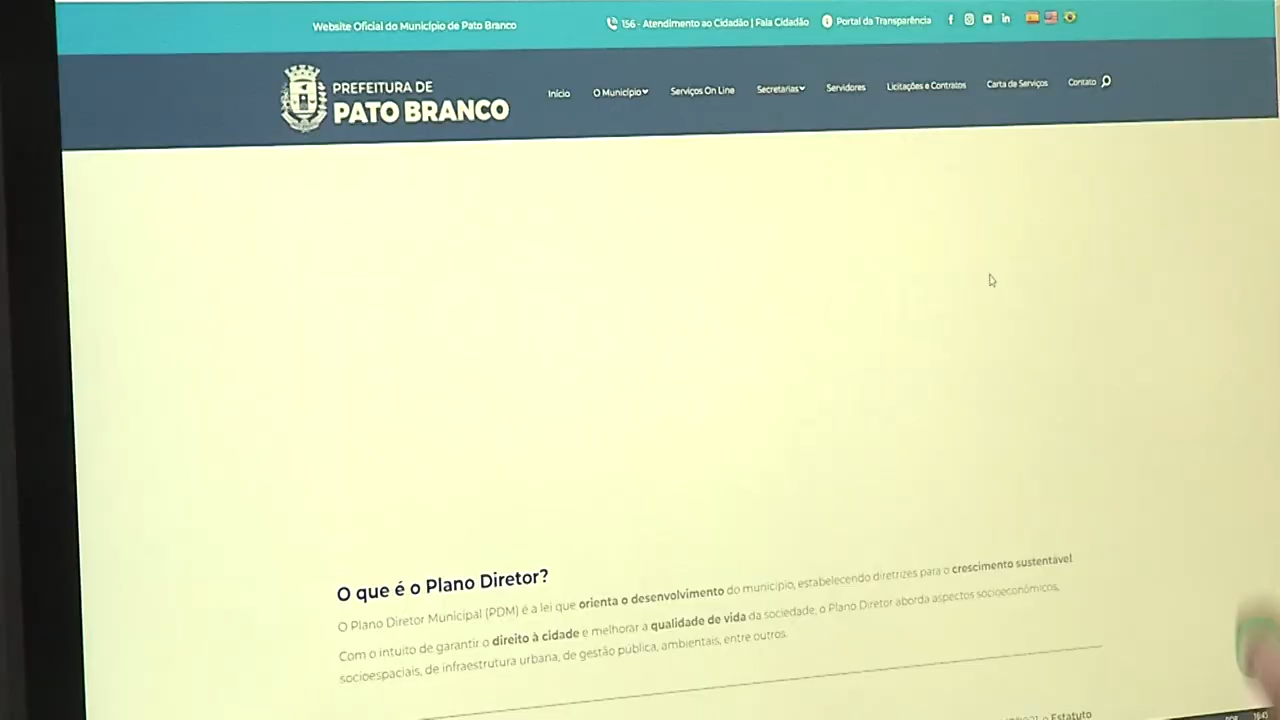 Website Oficial do Município de Pato Branco
156 - Atendimento ao Cidadão | Fala Cidadão
Portal da Transparência
PREFEITURA DE
PATO BRANCO
Início
O Município
Serviços On Line
Secretarias
Servidores
Licitações e Contratos
Carta de Serviços
Contato
O que é o Plano Diretor?
O Plano Diretor Municipal (PDM) é a lei que orienta o desenvolvimento do município, estabelecendo diretrizes para o crescimento sustentável.
Com o intuito de garantir o direito à cidade e melhorar a qualidade de vida da sociedade, o Plano Diretor aborda aspectos socioeconômicos,
socioespaciais, de infraestrutura urbana, de gestão pública, ambientais, entre outros.
o Estatuto